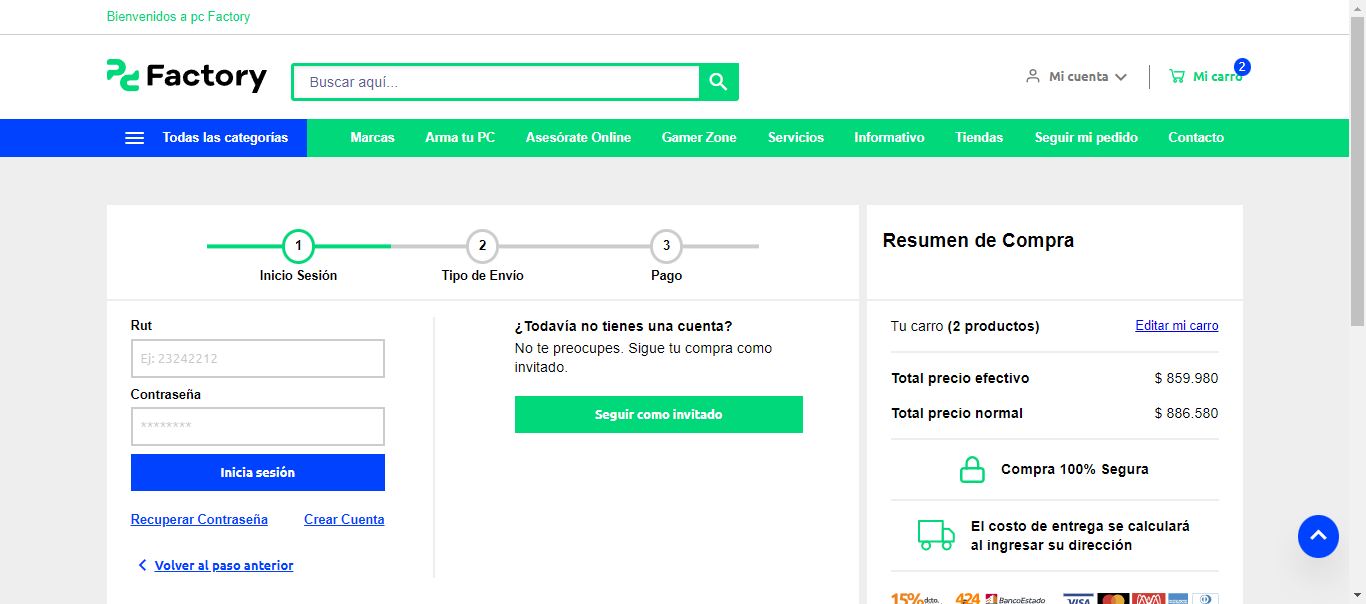 Bienvenidos a pc Factory
Factory
Buscar aquí...
Mi cuenta
Mi carro
2
Todas las categorías
Marcas
Arma tu PC
Asesórate Online
Gamer Zone
Servicios
Informativo
Tiendas
Seguir mi pedido
Contacto
1
2
3
Inicio Sesión
Tipo de Envío
Pago
Rut
Ej: 23242212
Contraseña
********
Inicia sesión
Recuperar Contraseña
Crear Cuenta
Volver al paso anterior
¿Todavía no tienes una cuenta?
No te preocupes. Sigue tu compra como
invitado.
Seguir como invitado
Resumen de Compra
Tu carro (2 productos)
Editar mi carro
Total precio efectivo
$ 859.980
Total precio normal
$ 886.580
Compra 100% Segura
El costo de entrega se calculará
al ingresar su dirección
15% dcto.
424
BancoEstado
VISA